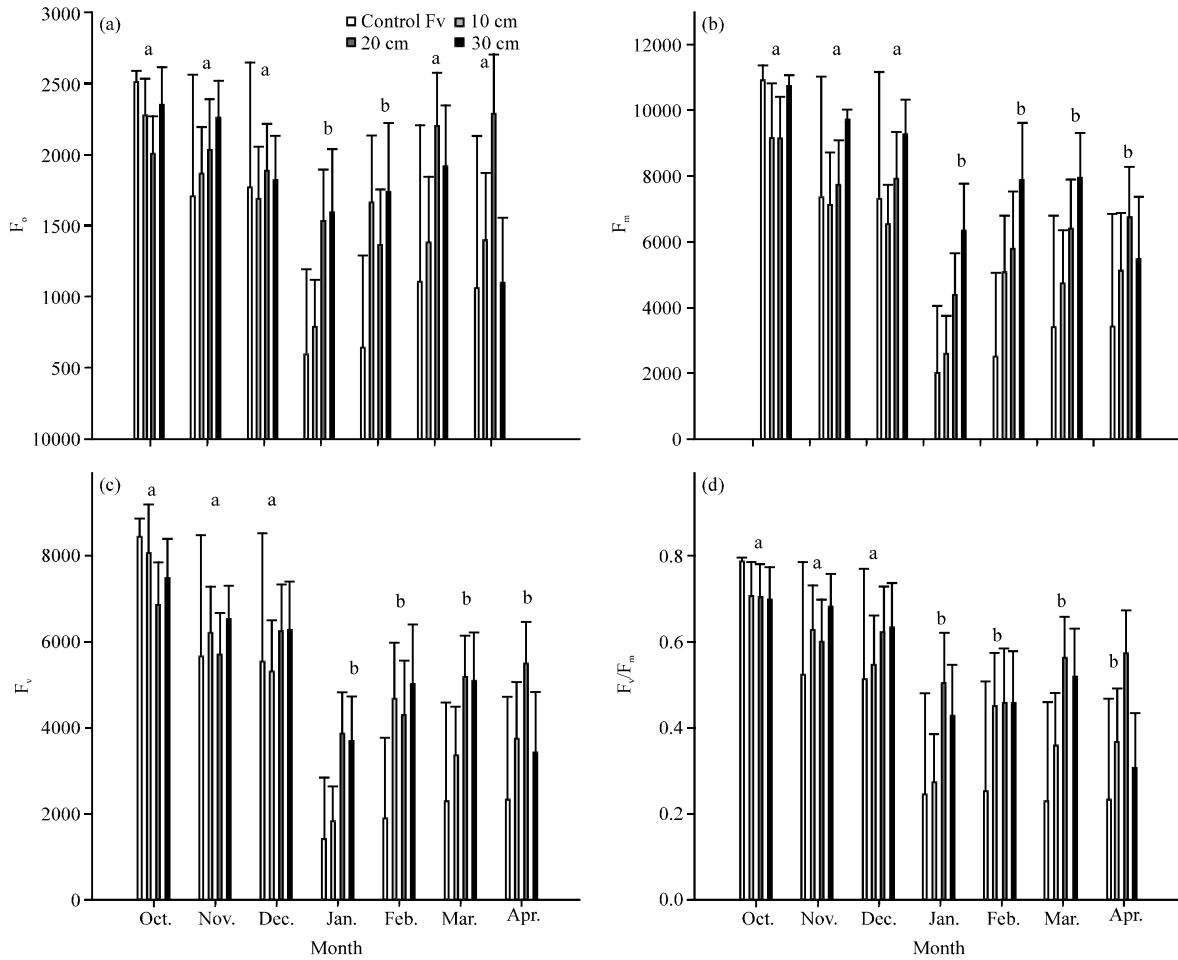 (a)
Control Fv 10 cm
20 cm 30 cm
3000
2500
2000
1500
1000
500
10000
Fo
a a a b b a a
(b)
12000
10000
8000
6000
4000
2000
0
Fm
a a a b b b b
(c)
8000
6000
4000
2000
0
Fv
a a a b b b b
Oct. Nov. Dec. Jan. Feb. Mar. Apr.
Month
(d)
0.8
0.6
0.4
0.2
0.0
Fv/Fm
a a a b b b b
Oct. Nov. Dec. Jan. Feb. Mar. Apr.
Month